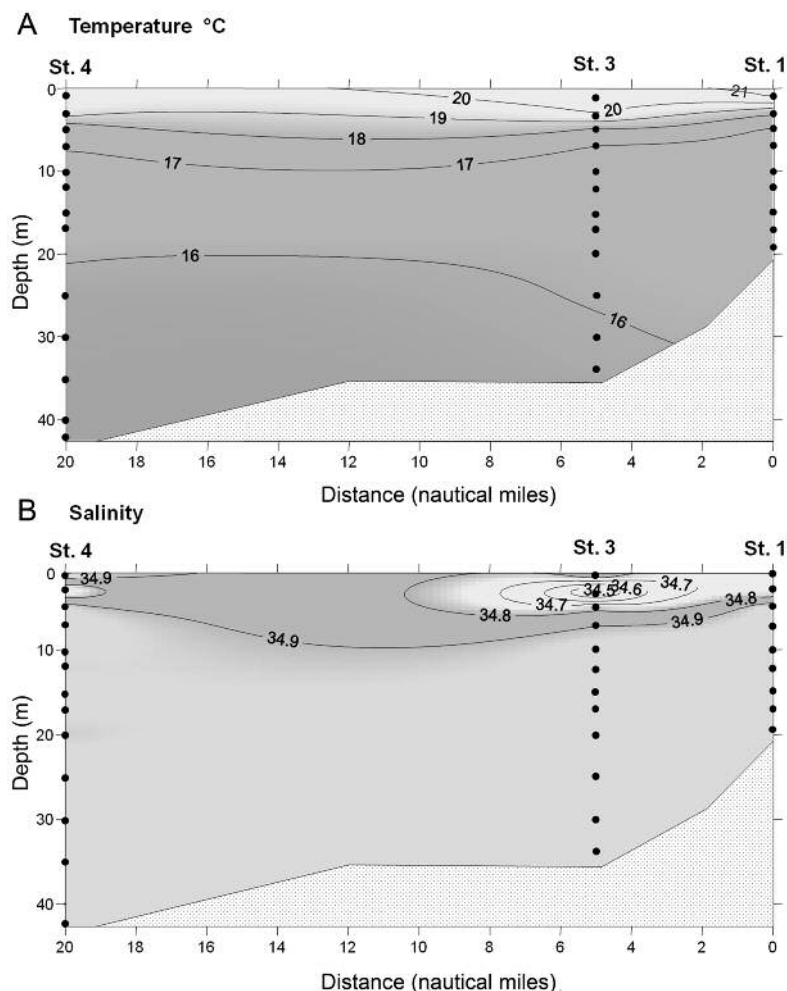 A Temperature °C
St. 4 St. 3 St. 1
0
10
20
30
40
Depth (m)
20 21
19 20
18
17 17
16
16
20 18 16 14 12 10 8 6 4 2 0
Distance (nautical miles)
B Salinity
St. 4 St. 3 St. 1
0
10
20
30
40
Depth (m)
34.9 34.5 34.6 34.7
34.7 34.8
34.8 34.9
34.9
20 18 16 14 12 10 8 6 4 2 0
Distance (nautical miles)